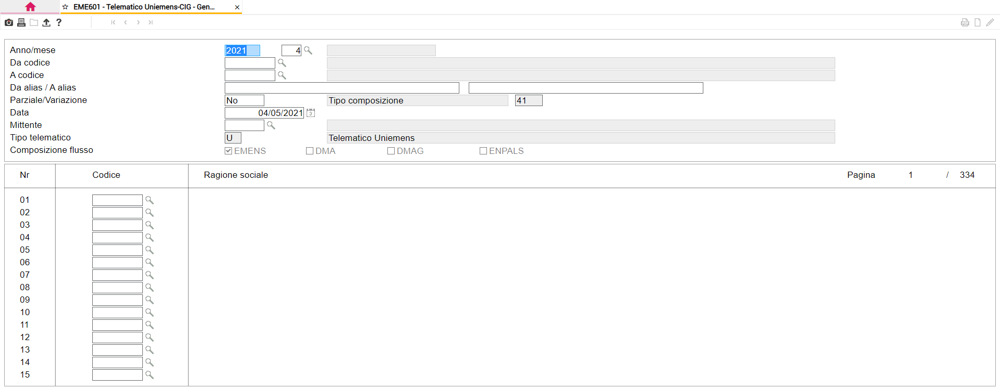 EME601 - Telematico Uniemens-CIG - Gen...
Anno/mese 2021 4
Da codice
A codice
Da alias / A alias
Parziale/Variazione No Tipo composizione 41
Data 04/05/2021
Mittente
Tipo telematico U Telematico Uniemens
Composizione flusso EMENS DMA DMAG ENPALS
Nr Codice Ragione sociale Pagina 1 / 334
01
02
03
04
05
06
07
08
09
10
11
12
13
14
15